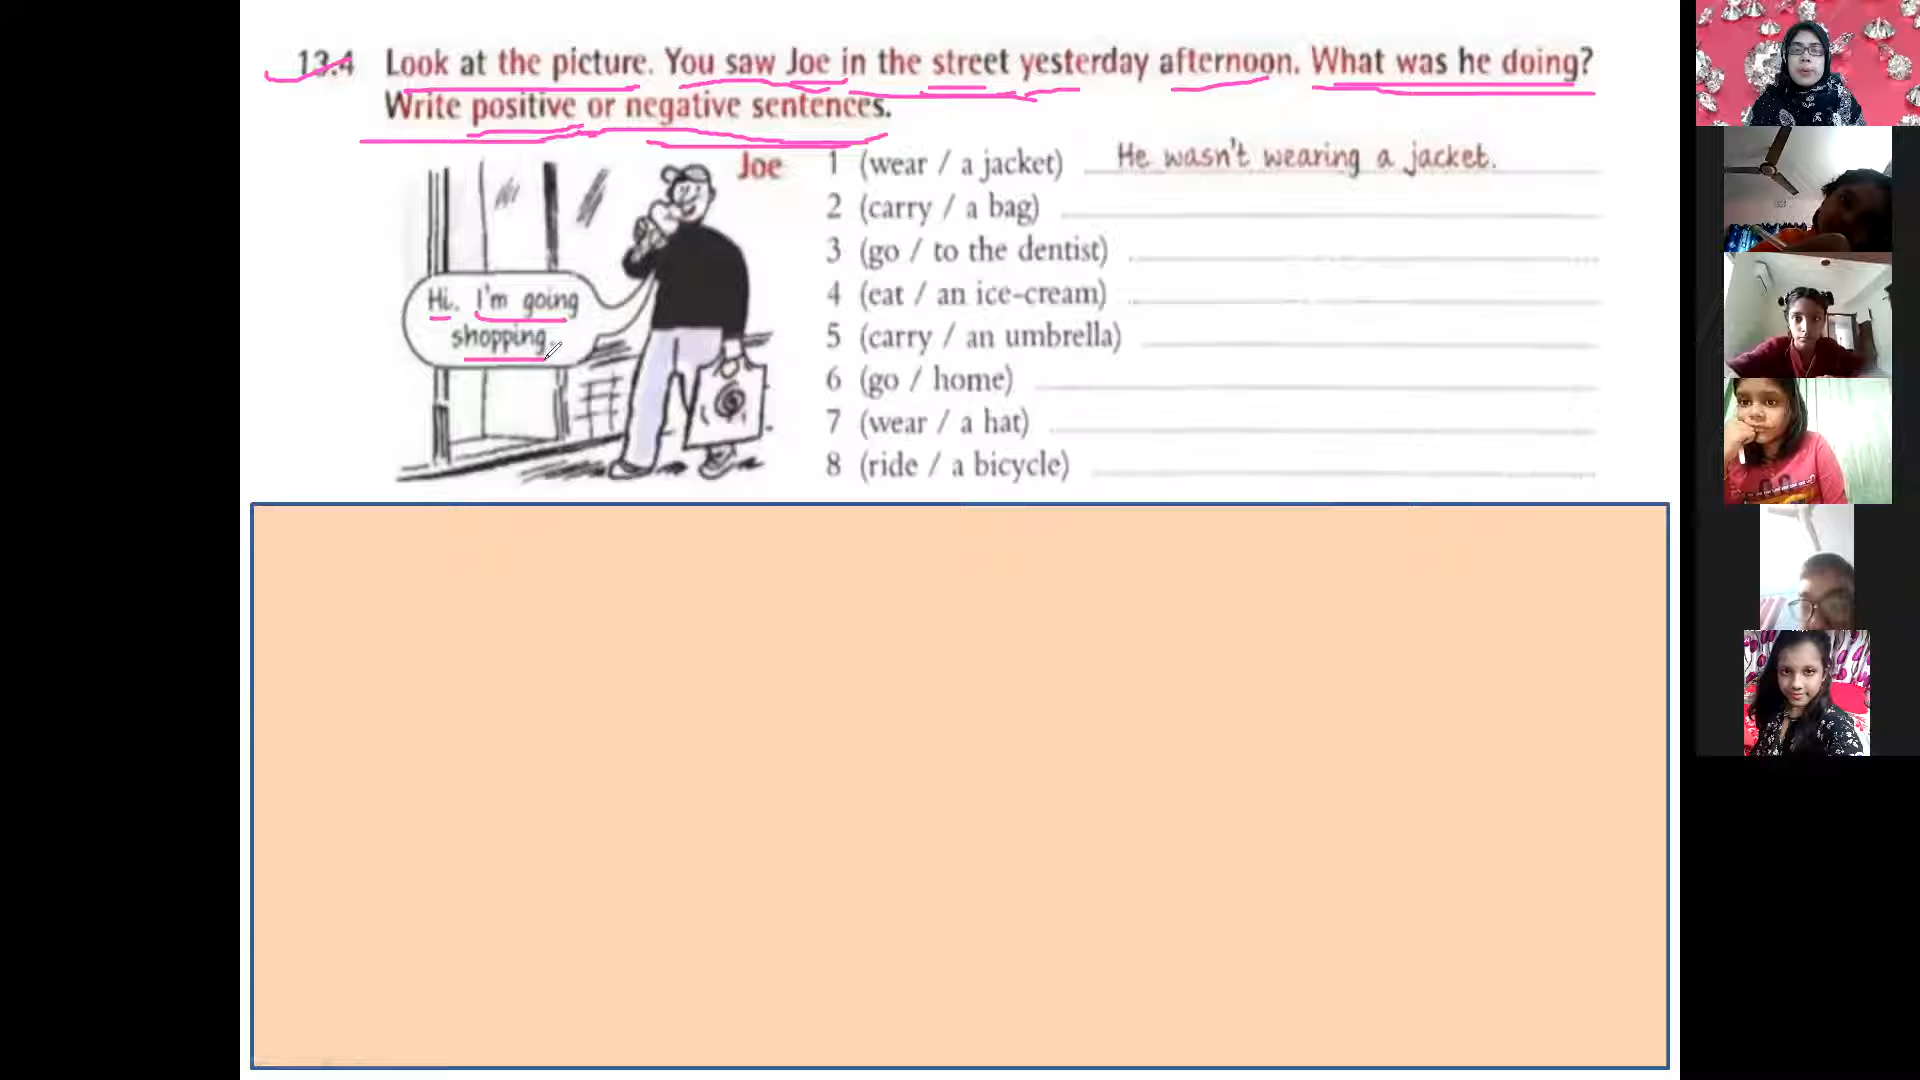 13.4 Look at the picture. You saw Joe in the street yesterday afternoon. What was he doing?
Write positive or negative sentences.
Joe
Hi. I'm going
shopping.
1 (wear / a jacket) He wasn't wearing a jacket.
2 (carry / a bag)
3 (go / to the dentist)
4 (eat / an ice-cream)
5 (carry / an umbrella)
6 (go / home)
7 (wear / a hat)
8 (ride / a bicycle)